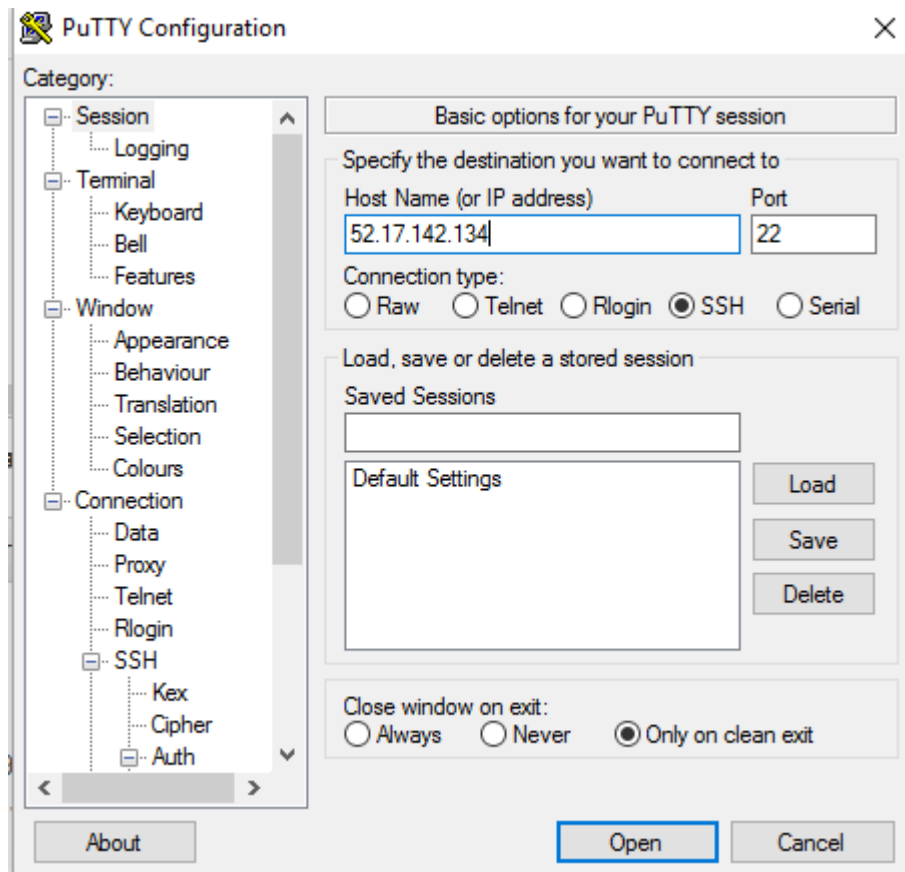 PuTTY Configuration
Category:
Session
Logging
Terminal
Keyboard
Bell
Features
Window
Appearance
Behaviour
Translation
Selection
Colours
Connection
Data
Proxy
Telnet
Rlogin
SSH
Kex
Cipher
Auth
Basic options for your PuTTY session
Specify the destination you want to connect to
Host Name (or IP address) Port
52.17.142.134 22
Connection type:
Raw Telnet Rlogin SSH Serial
Load, save or delete a stored session
Saved Sessions
Default Settings
Load
Save
Delete
Close window on exit:
Always Never Only on clean exit
About Open Cancel